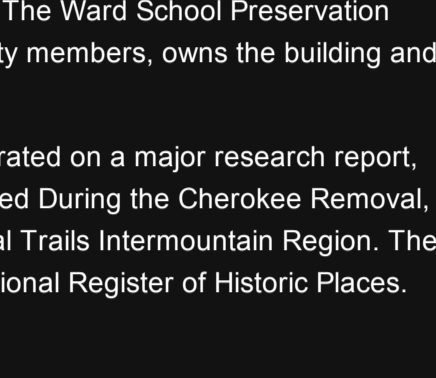 The Ward School Preservation
ty members, owns the building and
rated on a major research report,
ed During the Cherokee Removal,
al Trails Intermountain Region. The
ional Register of Historic Places.